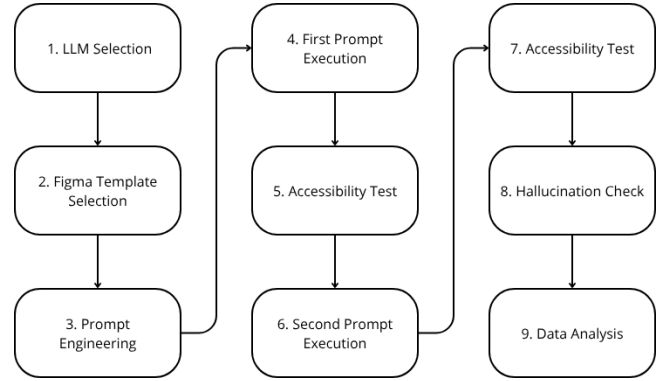 1. LLM Selection
2. Figma Template
Selection
3. Prompt
Engineering
4. First Prompt
Execution
5. Accessibility Test
6. Second Prompt
Execution
7. Accessibility Test
8. Hallucination Check
9. Data Analysis